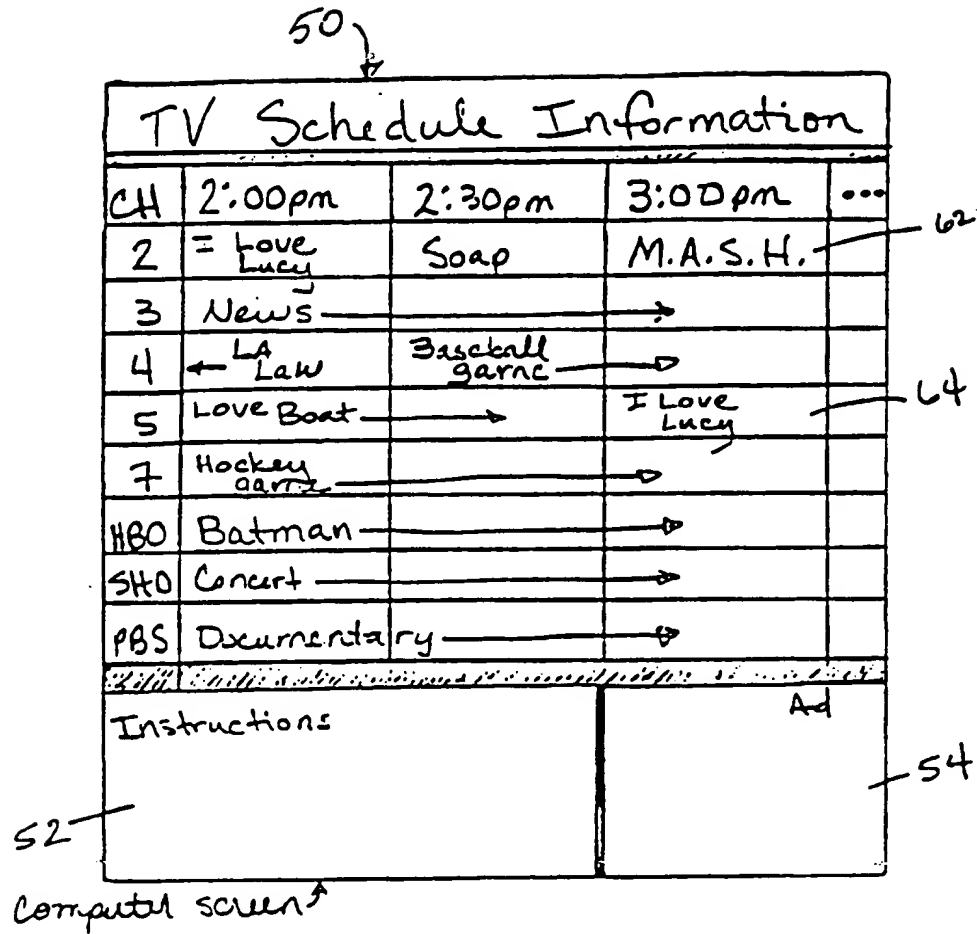 50
TV Schedule Information
CH 2:00pm 2:30pm 3:00pm ...
62
2 I Love Lucy Soap M.A.S.H.
3 News
4 LA Law Baseball game
5 Love Boat I Love Lucy
64
7 Hockey game
HBO Batman
SHO Concert
PBS Documentary
Instructions Ad
54
52
Computer screen